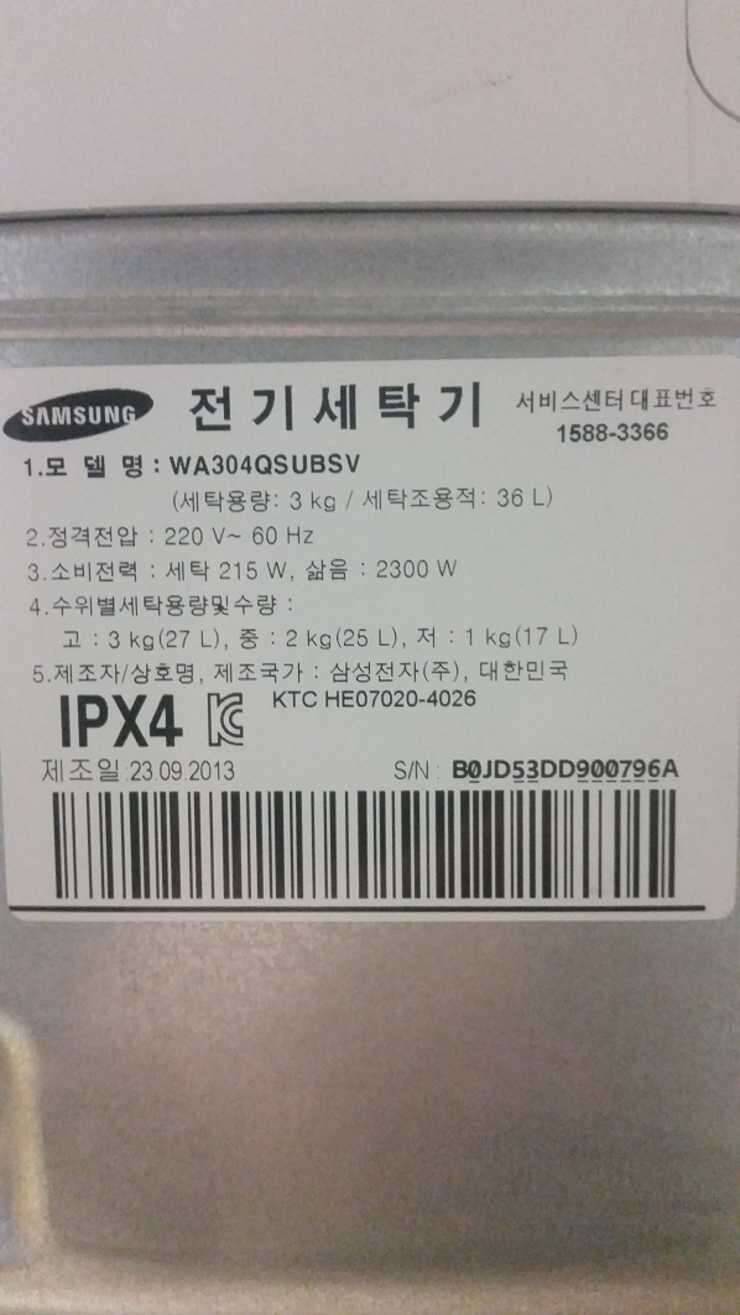 SAMSUNG 전기세탁기 서비스센터 대표번호
1588-3366
1.모 델 명 : WA304QSUBSV
(세탁용량: 3 kg / 세탁조용적: 36 L)
2.정격전압 : 220 V~ 60 Hz
3.소비전력 : 세탁 215 W, 삶음 : 2300 W
4.수위별세탁용량및수량 :
고 : 3 kg(27 L), 중 : 2 kg(25 L), 저 : 1 kg(17 L)
5.제조자/상호명, 제조국가 : 삼성전자(주), 대한민국
IPX4 KC KTC HE07020-4026
제조일 23.09.2013 S/N : B0JD53DD900796A